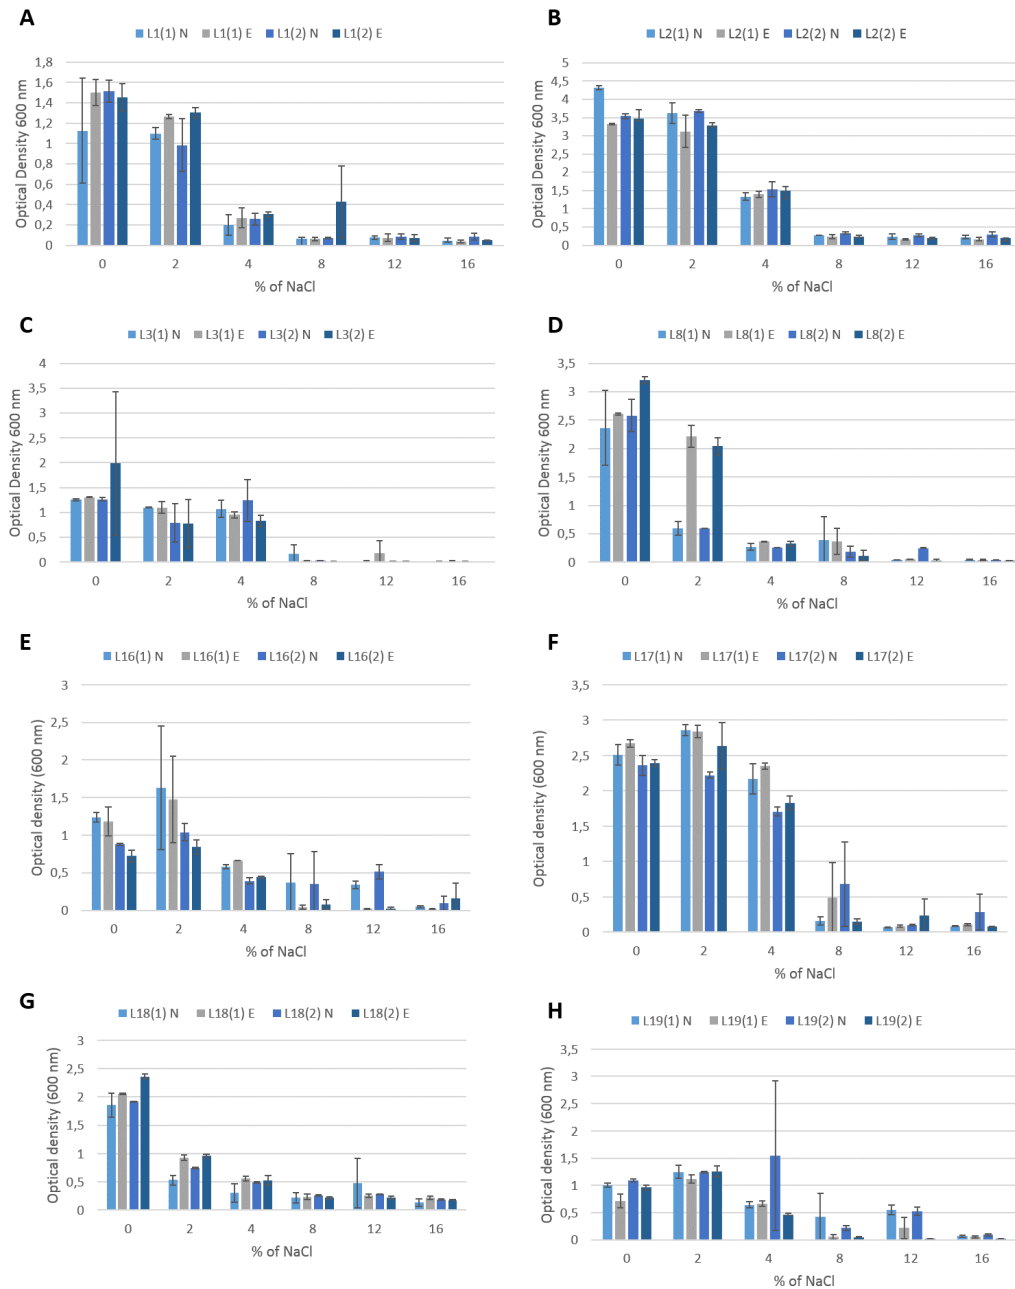 A
L1(1) N L1(1) E L1(2) N L1(2) E
Optical Density 600 nm
1,8
1,6
1,4
1,2
1
0,8
0,6
0,4
0,2
0
0 2 4 8 12 16
% of NaCl
B
L2(1) N L2(1) E L2(2) N L2(2) E
Optical Density 600 nm
5
4,5
4
3,5
3
2,5
2
1,5
1
0,5
0
0 2 4 8 12 16
% of NaCl
C
L3(1) N L3(1) E L3(2) N L3(2) E
Optical Density 600 nm
4
3,5
3
2,5
2
1,5
1
0,5
0
0 2 4 8 12 16
% of NaCl
D
L8(1) N L8(1) E L8(2) N L8(2) E
Optical Density 600 nm
3,5
3
2,5
2
1,5
1
0,5
0
0 2 4 8 12 16
% of NaCl
E
L16(1) N L16(1) E L16(2) N L16(2) E
Optical density (600 nm)
3
2,5
2
1,5
1
0,5
0
0 2 4 8 12 16
% of NaCl
F
L17(1) N L17(1) E L17(2) N L17(2) E
Optical density (600 nm)
3,5
3
2,5
2
1,5
1
0,5
0
0 2 4 8 12 16
% of NaCl
G
L18(1) N L18(1) E L18(2) N L18(2) E
Optical density (600 nm)
3
2,5
2
1,5
1
0,5
0
0 2 4 8 12 16
% of NaCl
H
L19(1) N L19(1) E L19(2) N L19(2) E
Optical density (600 nm)
3,5
3
2,5
2
1,5
1
0,5
0
0 2 4 8 12 16
% of NaCl